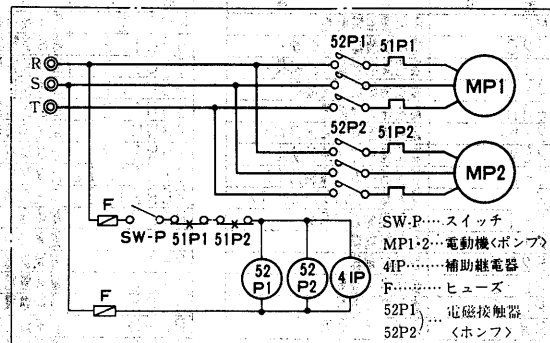 52P1 51P1
R
S
T
MP1
52P2 51P2
MP2
F
SW-P 51P1 51P2
52 P1
52 P2
4IP
F
SW-P‥‥スイッチ
MP1·2‥‥電動機<ポンプ>
4IP‥‥‥補助継電器
F‥‥‥‥ヒューズ
52P1
52P2
)‥‥電磁接触器
<ポンプ>